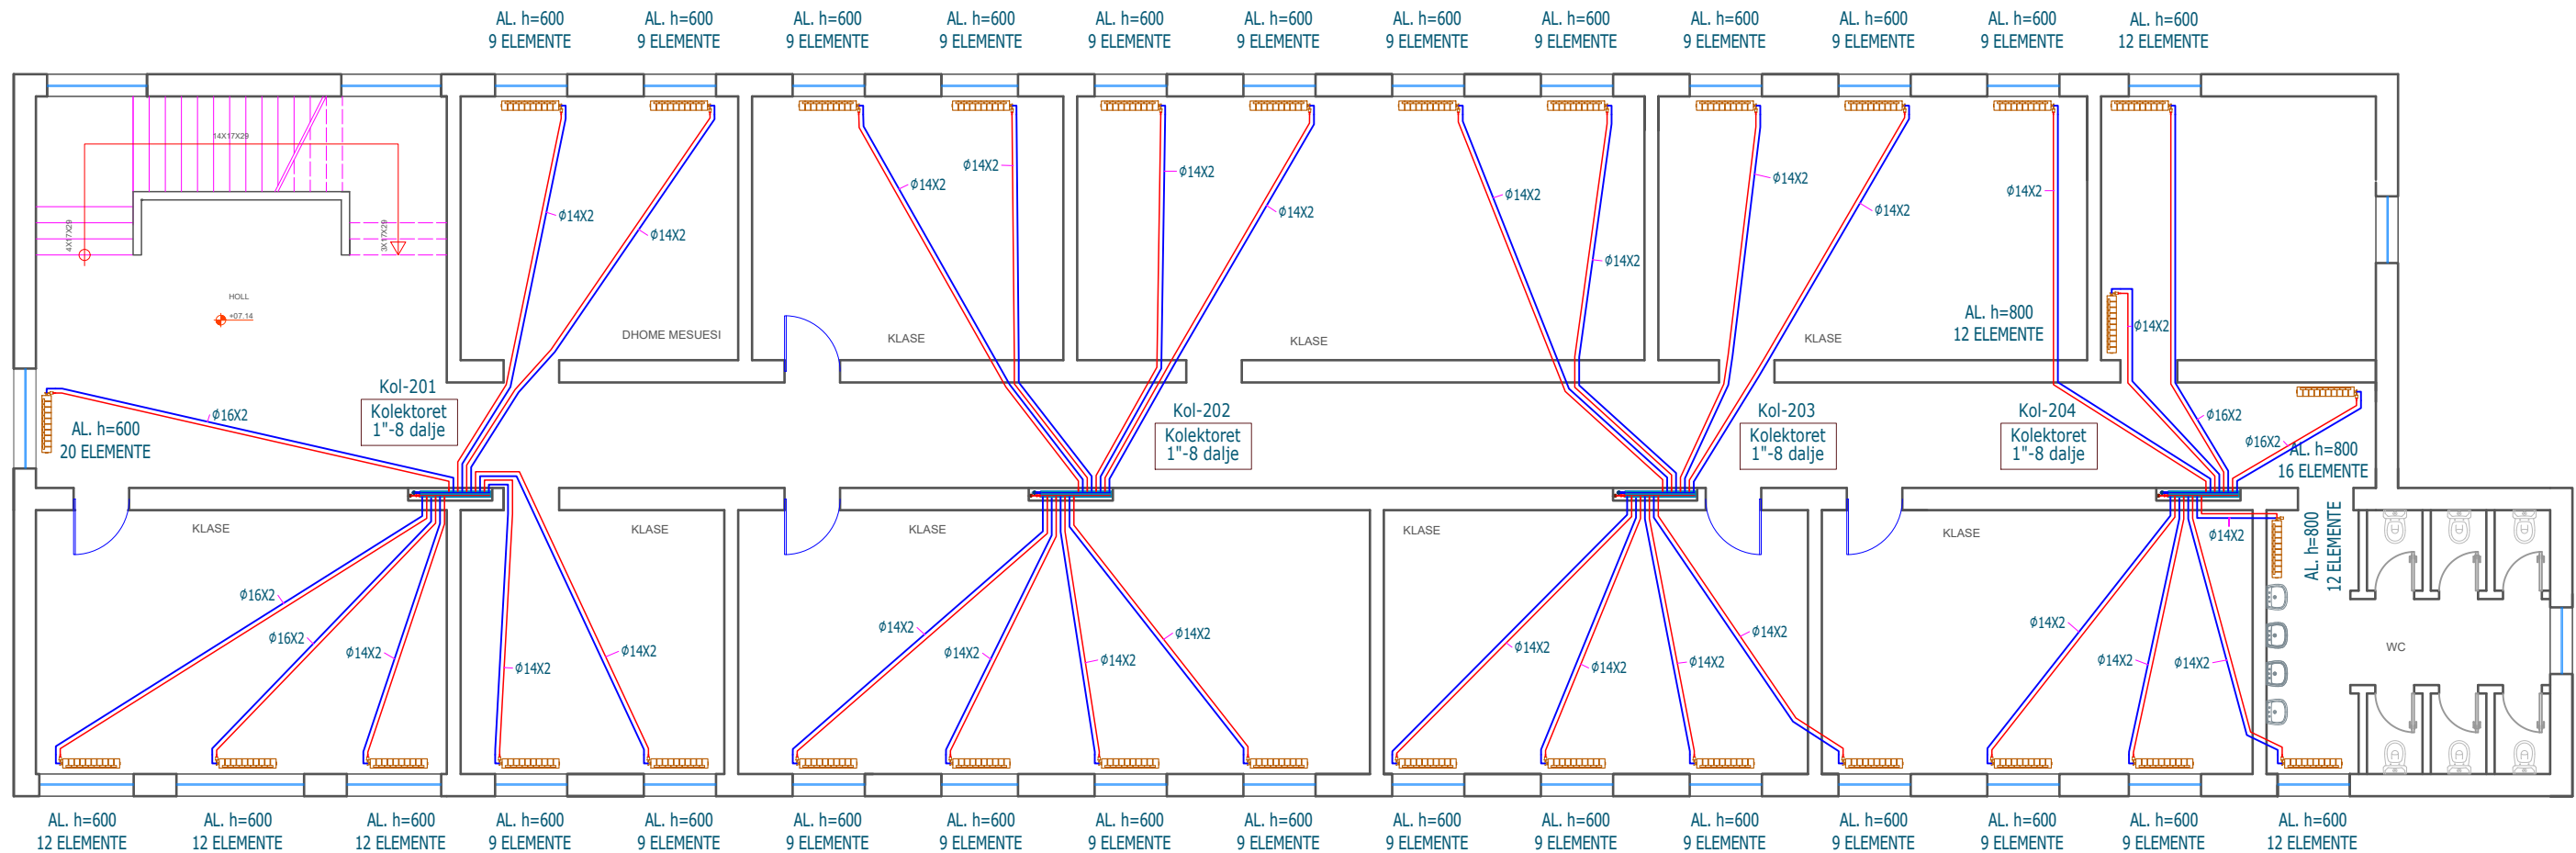 AL. h=600
9 ELEMENTE
AL. h=600
9 ELEMENTE
AL. h=600
9 ELEMENTE
AL. h=600
9 ELEMENTE
AL. h=600
9 ELEMENTE
AL. h=600
9 ELEMENTE
AL. h=600
9 ELEMENTE
AL. h=600
9 ELEMENTE
AL. h=600
9 ELEMENTE
AL. h=600
9 ELEMENTE
AL. h=600
9 ELEMENTE
AL. h=600
12 ELEMENTE
14X17X29
4X17X29
3X17X29
HOLL
+07.14
ϕ14X2
ϕ14X2
DHOME MESUESI
ϕ14X2
ϕ14X2
KLASE
ϕ14X2
ϕ14X2
KLASE
ϕ14X2
ϕ14X2
ϕ14X2
ϕ14X2
KLASE
ϕ14X2
AL. h=800
12 ELEMENTE
ϕ14X2
ϕ16X2
AL. h=600
20 ELEMENTE
Kol-201
Kolektoret
1"-8 dalje
Kol-202
Kolektoret
1"-8 dalje
Kol-203
Kolektoret
1"-8 dalje
Kol-204
Kolektoret
1"-8 dalje
ϕ16X2
ϕ16X2
AL. h=800
16 ELEMENTE
KLASE
KLASE
KLASE
KLASE
KLASE
ϕ14X2
AL. h=800
12 ELEMENTE
WC
ϕ16X2
ϕ16X2
ϕ14X2
ϕ14X2
ϕ14X2
ϕ14X2
ϕ14X2
ϕ14X2
ϕ14X2
ϕ14X2
ϕ14X2
ϕ14X2
ϕ14X2
ϕ14X2
ϕ14X2
ϕ14X2
AL. h=600
12 ELEMENTE
AL. h=600
12 ELEMENTE
AL. h=600
12 ELEMENTE
AL. h=600
9 ELEMENTE
AL. h=600
9 ELEMENTE
AL. h=600
9 ELEMENTE
AL. h=600
9 ELEMENTE
AL. h=600
9 ELEMENTE
AL. h=600
9 ELEMENTE
AL. h=600
9 ELEMENTE
AL. h=600
9 ELEMENTE
AL. h=600
9 ELEMENTE
AL. h=600
9 ELEMENTE
AL. h=600
9 ELEMENTE
AL. h=600
9 ELEMENTE
AL. h=600
12 ELEMENTE